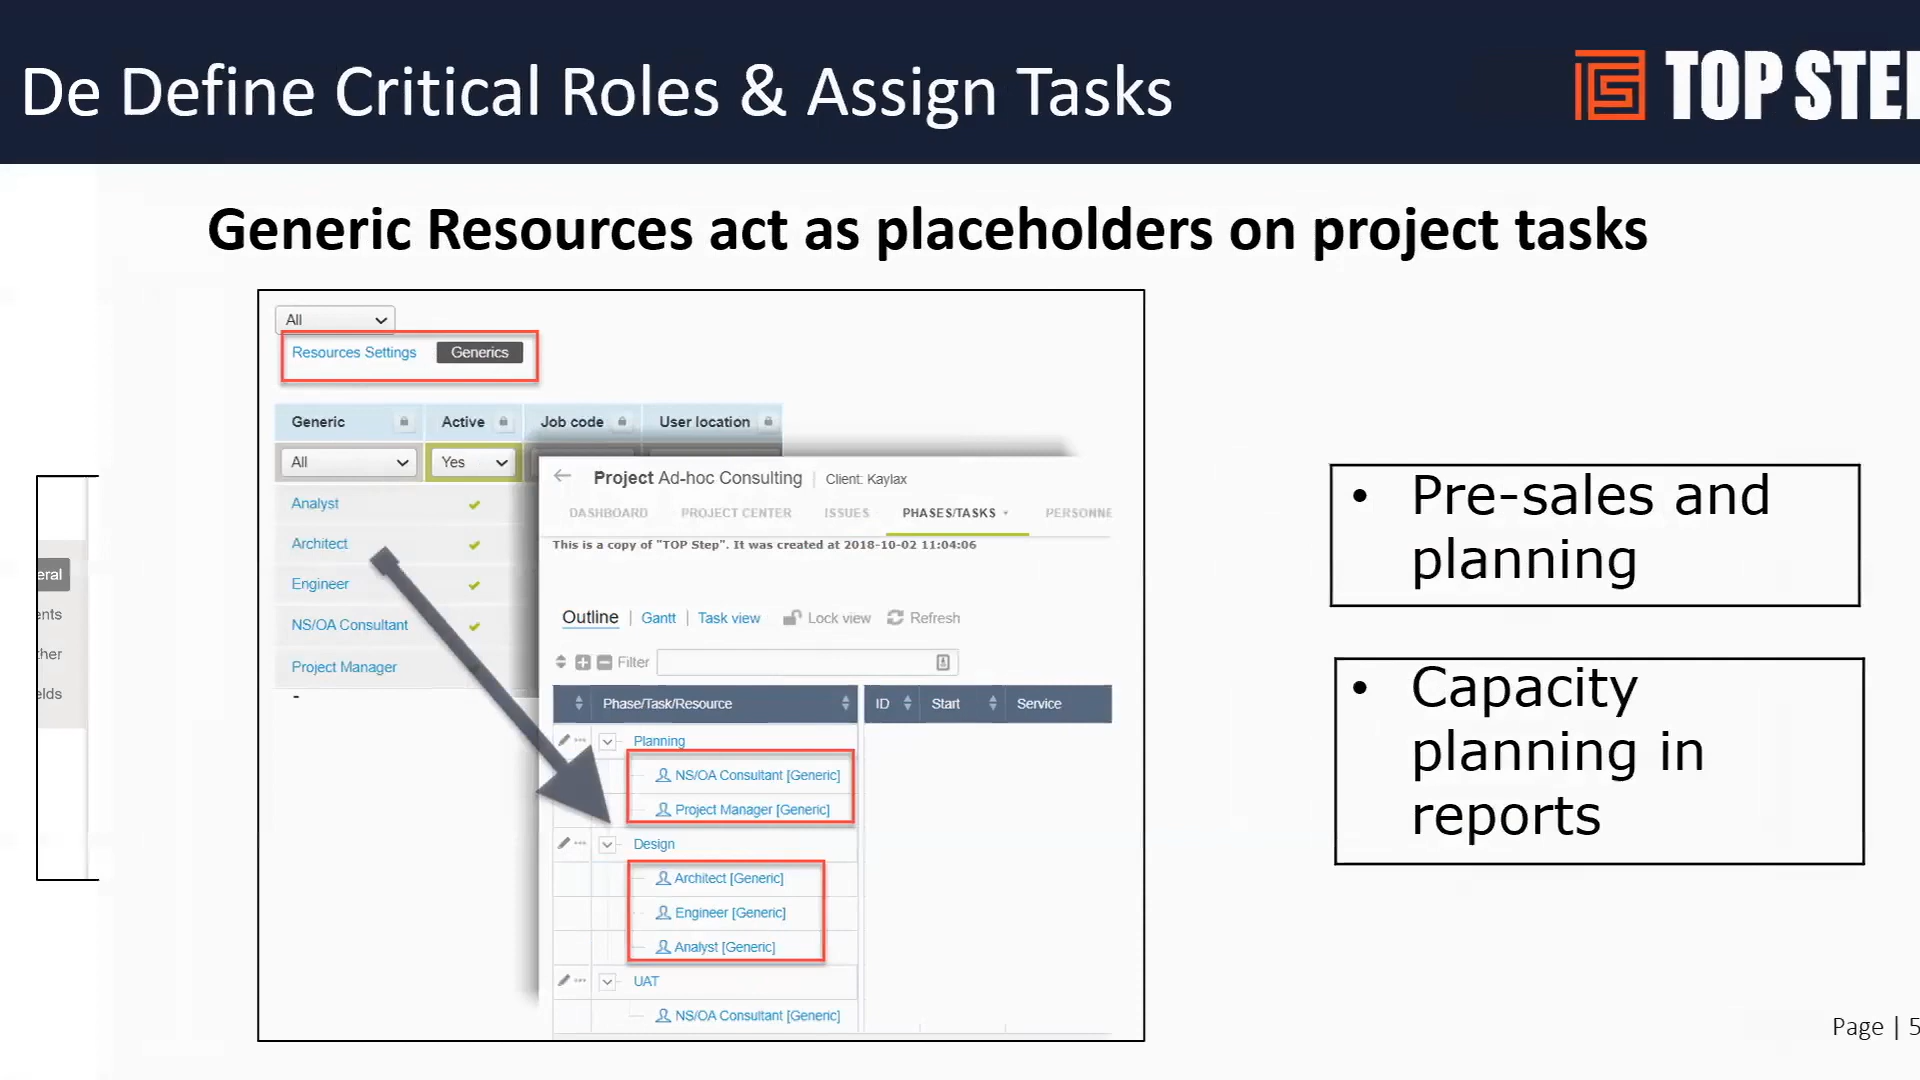 De Define Critical Roles & Assign Tasks
TOP STEP
Generic Resources act as placeholders on project tasks
All
Resources Settings Generics
Generic Active Job code User location
All Yes
Analyst
Architect
Engineer
NS/OA Consultant
Project Manager
-
eral
ents
her
elds
Project Ad-hoc Consulting | Client: Kaylax
DASHBOARD PROJECT CENTER ISSUES PHASES/TASKS PERSONNE
This is a copy of "TOP Step". It was created at 2018-10-02 11:04:06
Outline | Gantt | Task view Lock view Refresh
Filter
Phase/Task/Resource ID Start Service
Planning
NS/OA Consultant [Generic]
Project Manager [Generic]
Design
Architect [Generic]
Engineer [Generic]
Analyst [Generic]
UAT
NS/OA Consultant [Generic]
• Pre-sales and
planning
• Capacity
planning in
reports
Page | 5